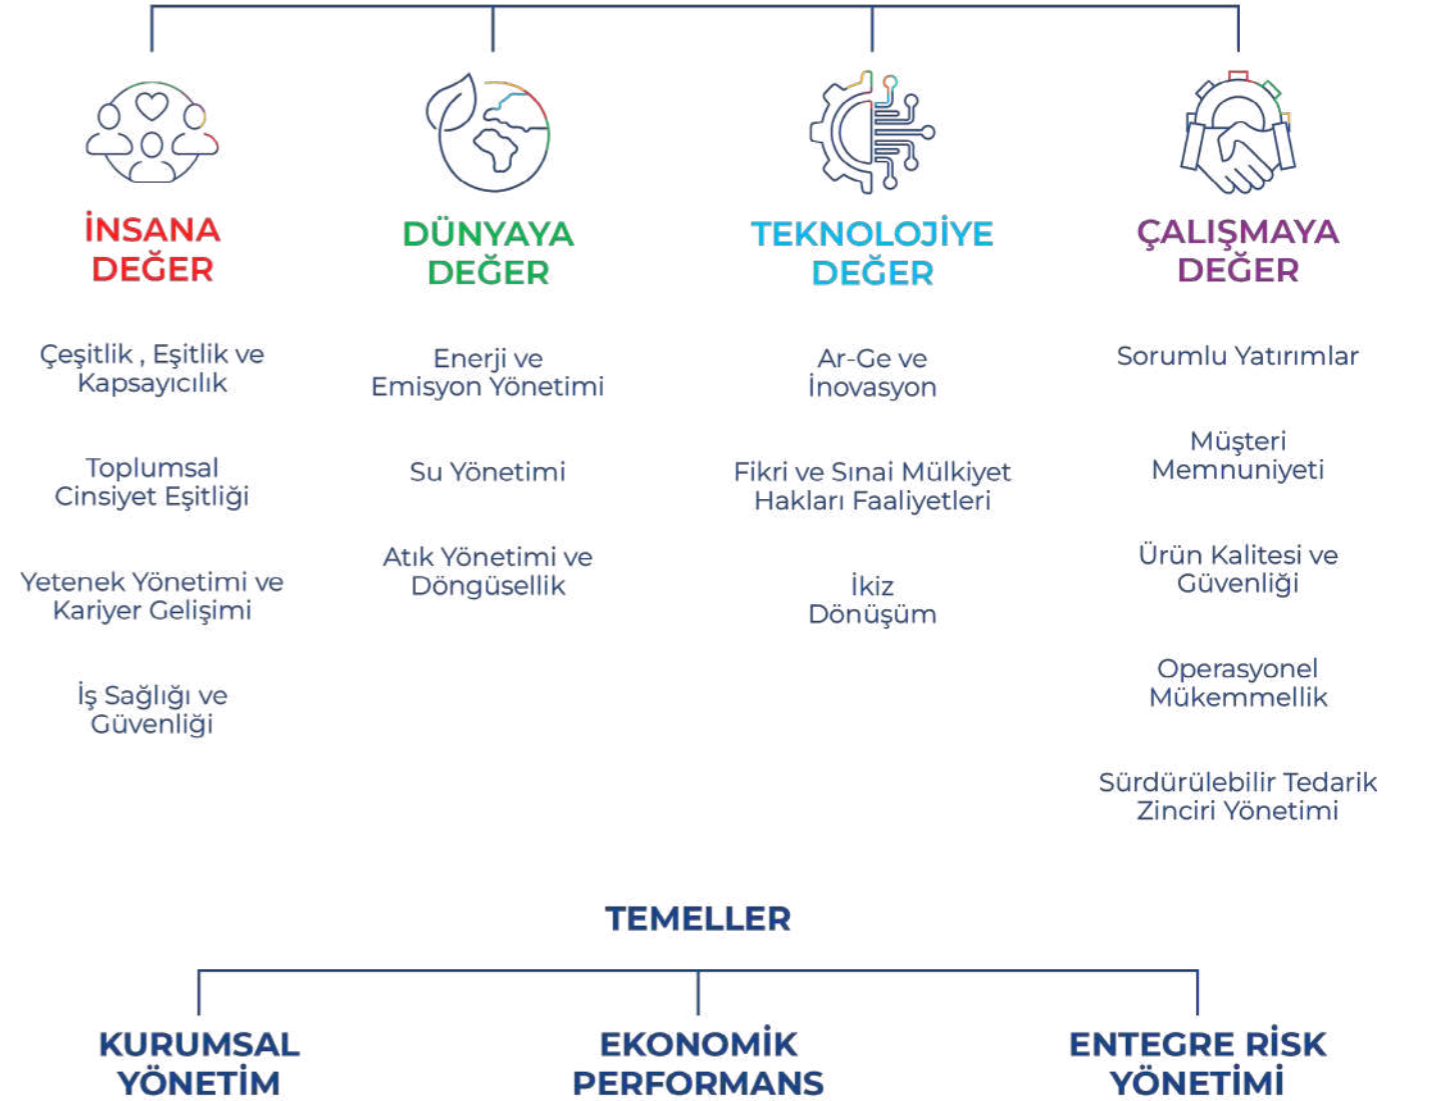 İNSANA
DEĞER
Çeşitlik , Eşitlik ve
Kapsayıcılık
Toplumsal
Cinsiyet Eşitliği
Yetenek Yönetimi ve
Kariyer Gelişimi
İş Sağlığı ve
Güvenliği
DÜNYAYA
DEĞER
Enerji ve
Emisyon Yönetimi
Su Yönetimi
Atık Yönetimi ve
Döngüsellik
TEKNOLOJİYE
DEĞER
Ar-Ge ve
İnovasyon
Fikri ve Sınai Mülkiyet
Hakları Faaliyetleri
İkiz
Dönüşüm
ÇALIŞMAYA
DEĞER
Sorumlu Yatırımlar
Müşteri
Memnuniyeti
Ürün Kalitesi ve
Güvenliği
Operasyonel
Mükemmellik
Sürdürülebilir Tedarik
Zinciri Yönetimi
TEMELLER
KURUMSAL
YÖNETİM
EKONOMİK
PERFORMANS
ENTEGRE RİSK
YÖNETİMİ